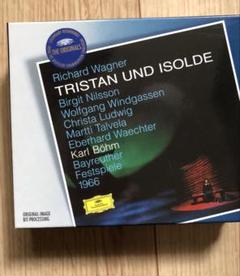 THE ORIGINALS
Richard Wagner
TRISTAN UND ISOLDE
Birgit Nilsson
Wolfgang Windgassen
Christa Ludwig
Martti Talvela
Eberhard Waechter
Karl Böhm
Bayreuther
Festspiele
1966
ORIGINAL-IMAGE
BIT-PROCESSING